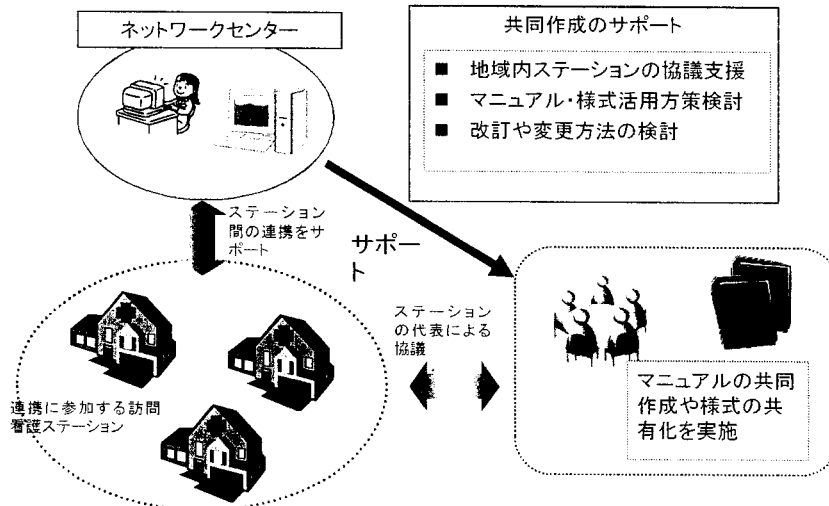 ネットワークセンター
共同作成のサポート
■ 地域内ステーションの協議支援
■ マニュアル・様式活用方策検討
■ 改訂や変更方法の検討
ステーション
間の連携をサ
ポート
サポー
ト
ステーション
の代表による
協議
連携に参加する訪問
看護ステーション
マニュアルの共同
作成や様式の共
有化を実施